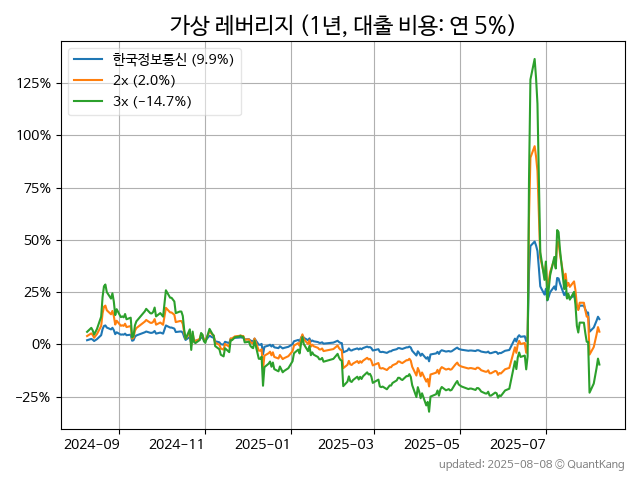 가상 레버리지 (1년, 대출 비용: 연 5%)
한국정보통신 (9.9%)
2x (2.0%)
3x (−14.7%)
125%
100%
75%
50%
25%
0%
−25%
2024-09
2024-11
2025-01
2025-03
2025-05
2025-07
updated: 2025-08-08 © QuantKang